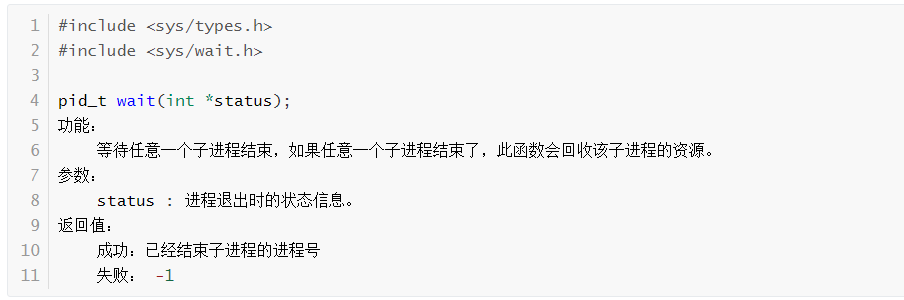 1 #include <sys/types.h>
2 #include <sys/wait.h>
3
4 pid_t wait(int *status);
5 功能：
6 等待任意一个子进程结束，如果任意一个子进程结束了，此函数会回收该子进程的资源。
7 参数：
8 status : 进程退出时的状态信息。
9 返回值：
10 成功：已经结束子进程的进程号
11 失败： -1